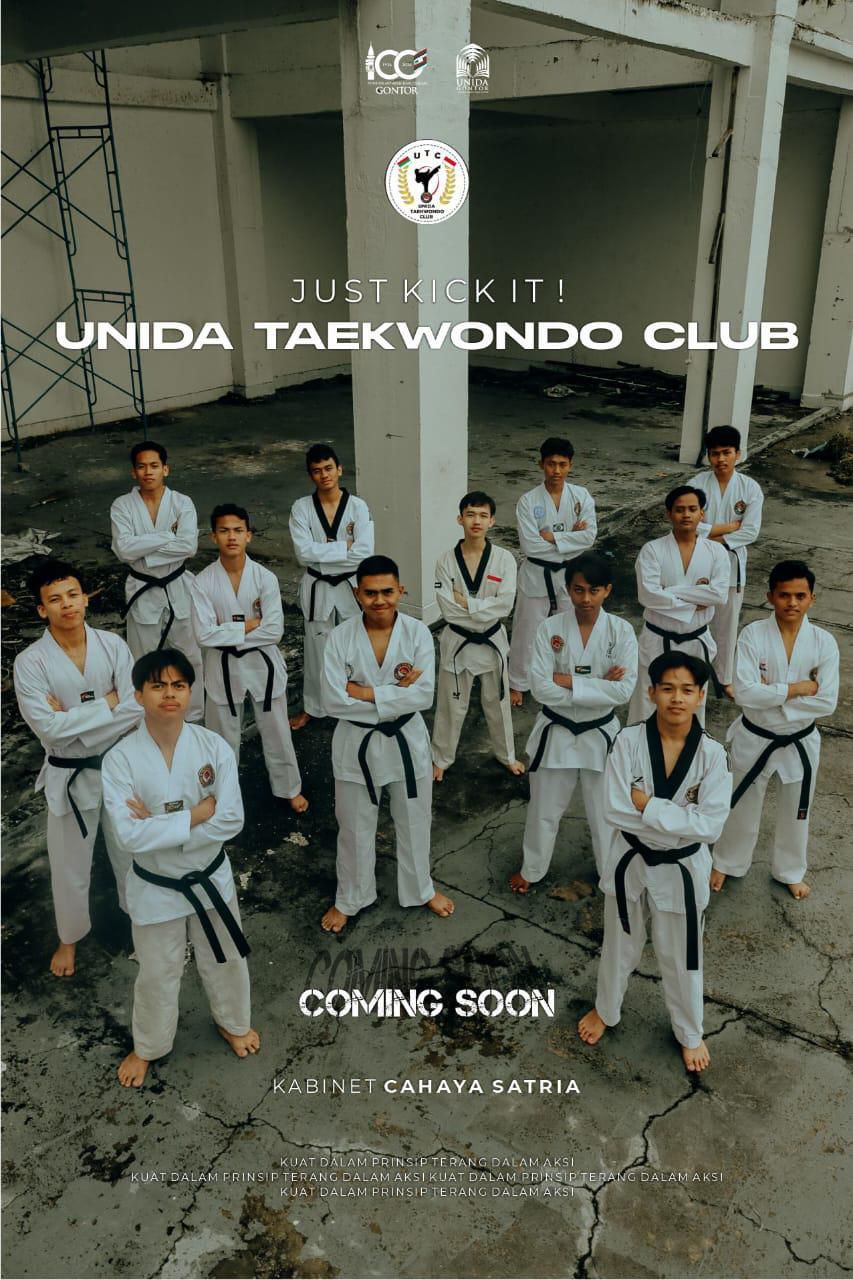 GONTOR
UNIDA
GONTOR
UTC
UNIDA
TAEKWONDO
CLUB
JUST KICK IT !
UNIDA TAEKWONDO CLUB
COMING SOON
COMING SOON
KABINET CAHAYA SATRIA
KUAT DALAM PRINSIP TERANG DALAM AKSI
KUAT DALAM PRINSIP TERANG DALAM AKSI KUAT DALAM PRINSIP TERANG DALAM AKSI
KUAT DALAM PRINSIP TERANG DALAM AKSI